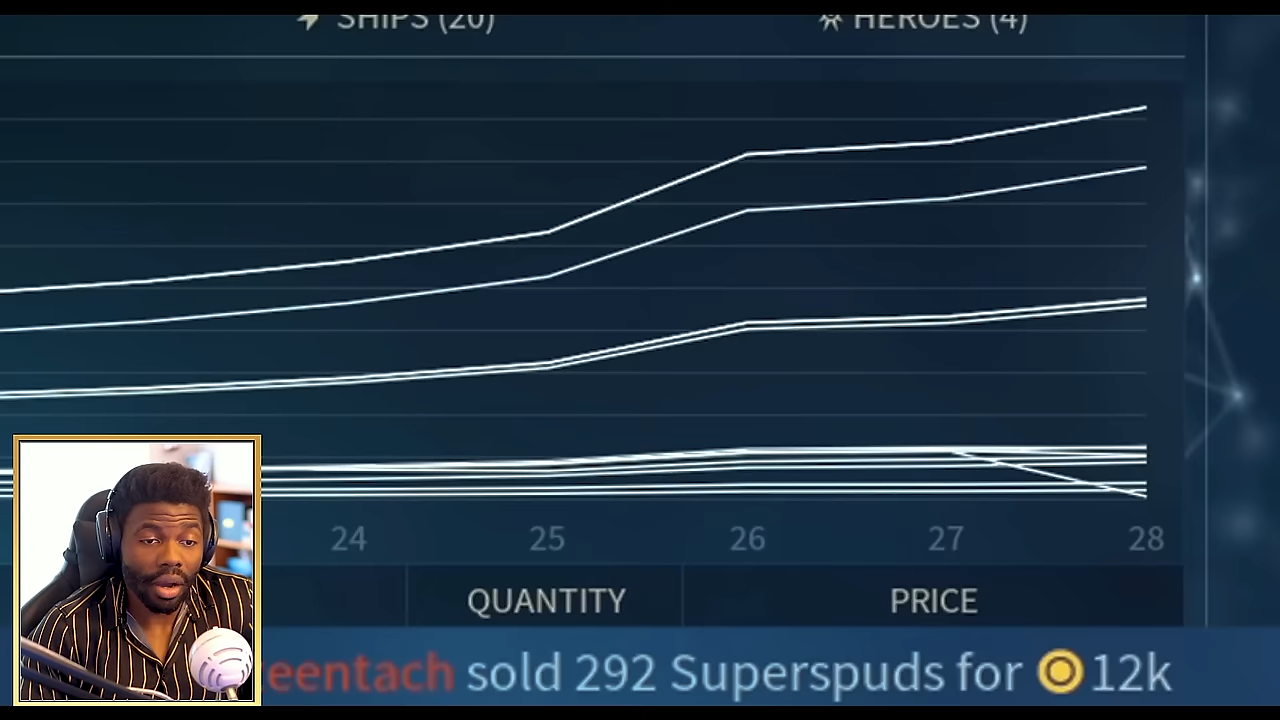 SHIPS (20) HEROES (4)
24 25 26 27 28
QUANTITY PRICE
eentach sold 292 Superspuds for 12k